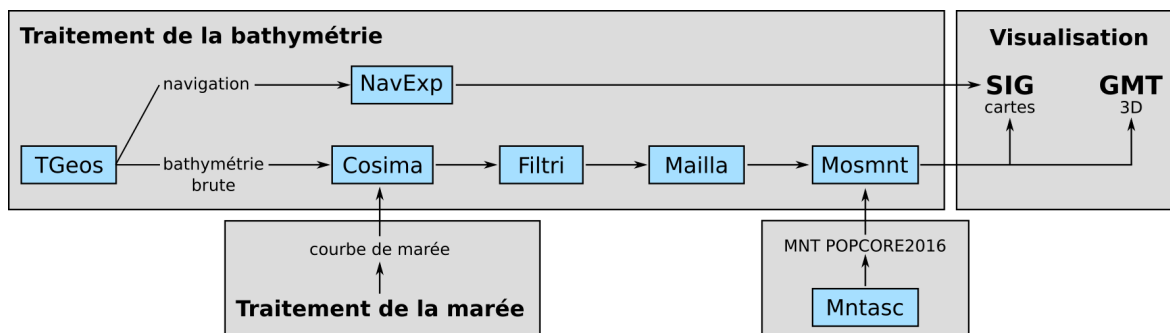 Traitement de la bathymétrie
Visualisation
navigation
NavExp
SIG
cartes
GMT
3D
TGeos
bathymétrie
brute
Cosima
Filtri
Mailla
Mosmnt
courbe de marée
Traitement de la marée
MNT POPCORE2016
Mntasc